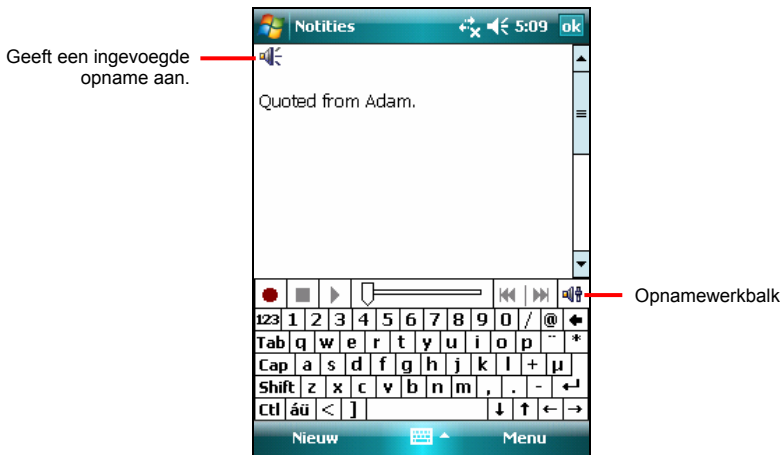 Notities 5:09 ok
Geeft een ingevoegde
opname aan.
Quoted from Adam.
Opnamewerkbalk
123 1 2 3 4 5 6 7 8 9 0 / @
Tab q w e r t y u i o p ¨ *
Cap a s d f g h j k l + µ
Shift z x c v b n m , . -
Ctl áü < ]
Nieuw Menu